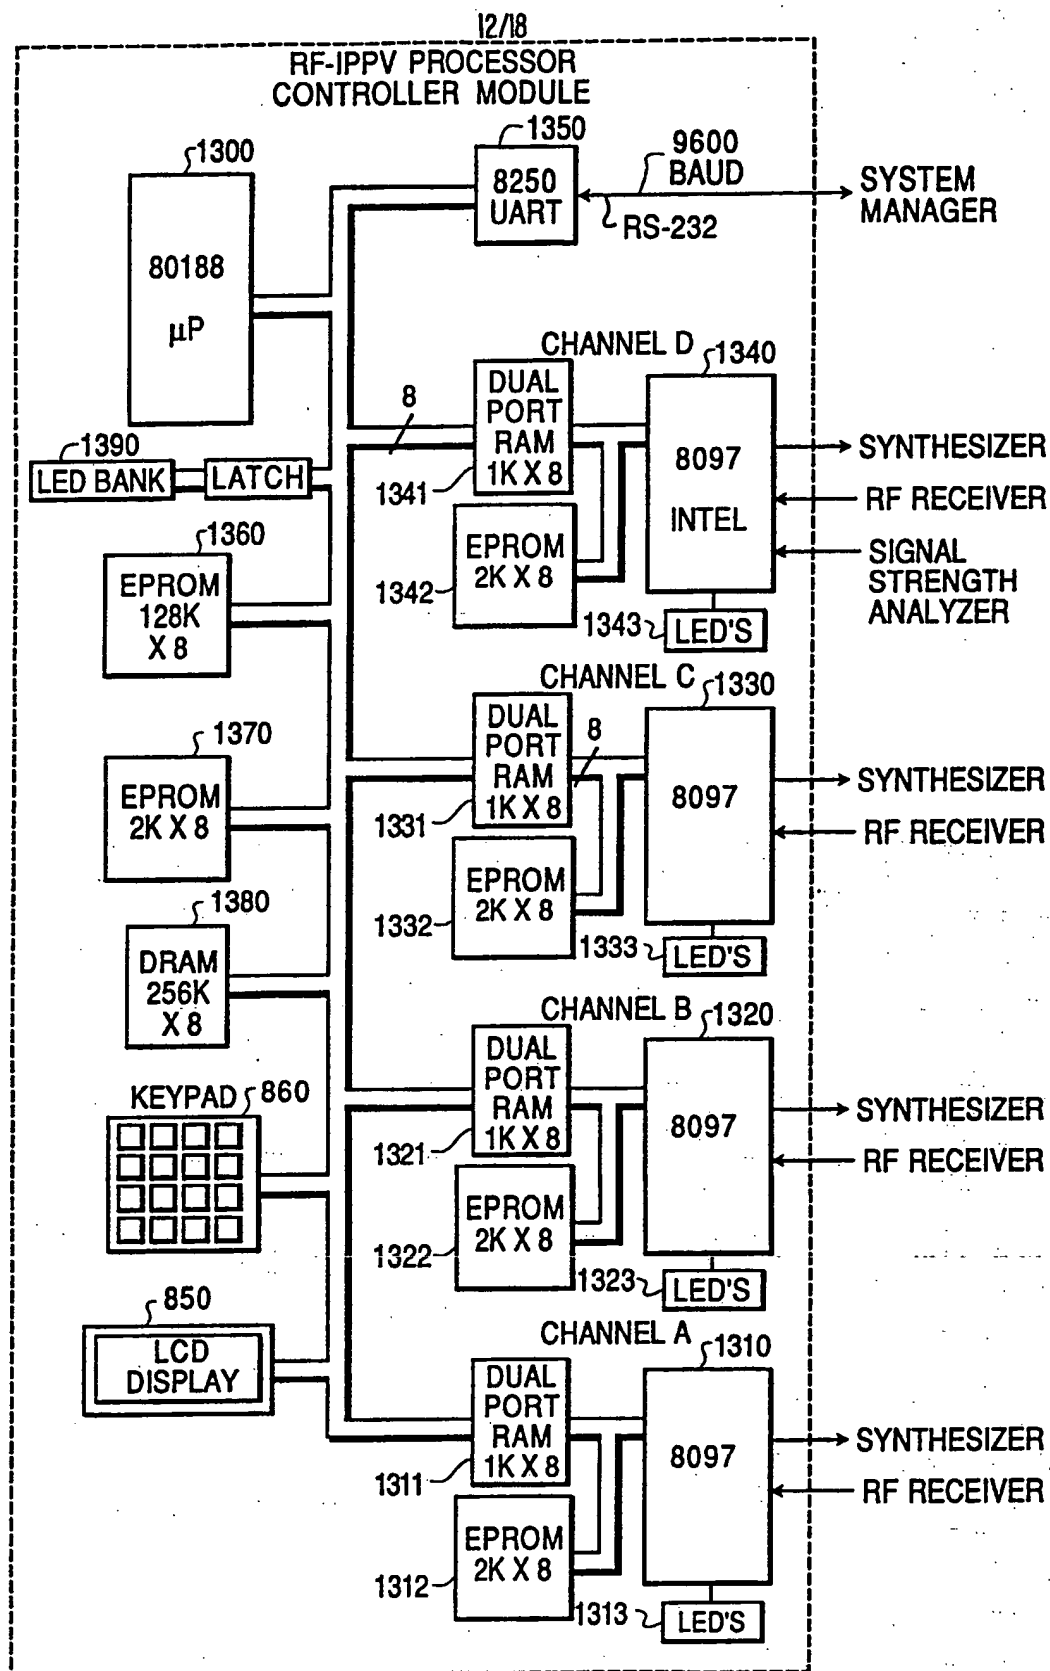 12/18
RF-IPPV PROCESSOR
CONTROLLER MODULE
1300
80188
µP
1350
8250
UART
9600
BAUD
RS-232
SYSTEM
MANAGER
1390
LED BANK
LATCH
8
CHANNEL D
DUAL
PORT
RAM
1K X 8
1341
1340
8097
INTEL
SYNTHESIZER
RF RECEIVER
SIGNAL
STRENGTH
ANALYZER
EPROM
2K X 8
1342
1343
LED'S
1360
EPROM
128K
X 8
CHANNEL C
DUAL
PORT
RAM
1K X 8
1331
8
1330
8097
SYNTHESIZER
RF RECEIVER
EPROM
2K X 8
1332
1333
LED'S
1370
EPROM
2K X 8
1380
DRAM
256K
X 8
CHANNEL B
DUAL
PORT
RAM
1K X 8
1321
1320
8097
SYNTHESIZER
RF RECEIVER
EPROM
2K X 8
1322
1323
LED'S
KEYPAD
860
850
LCD
DISPLAY
CHANNEL A
DUAL
PORT
RAM
1K X 8
1311
1310
8097
SYNTHESIZER
RF RECEIVER
EPROM
2K X 8
1312
1313
LED'S